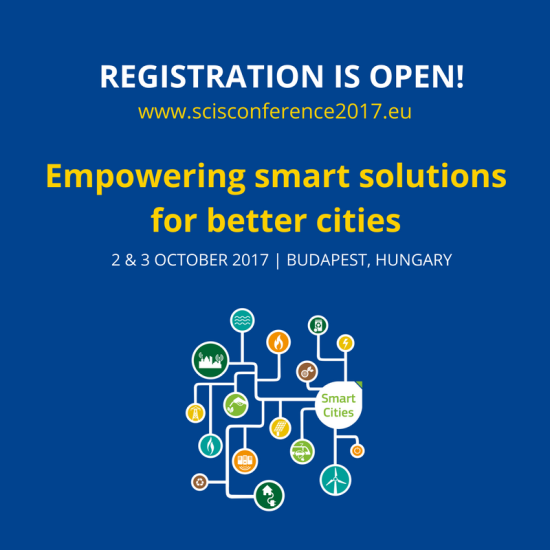 REGISTRATION IS OPEN!
www.scisconference2017.eu
Empowering smart solutions
for better cities
2 & 3 OCTOBER 2017 | BUDAPEST, HUNGARY
Smart
Cities